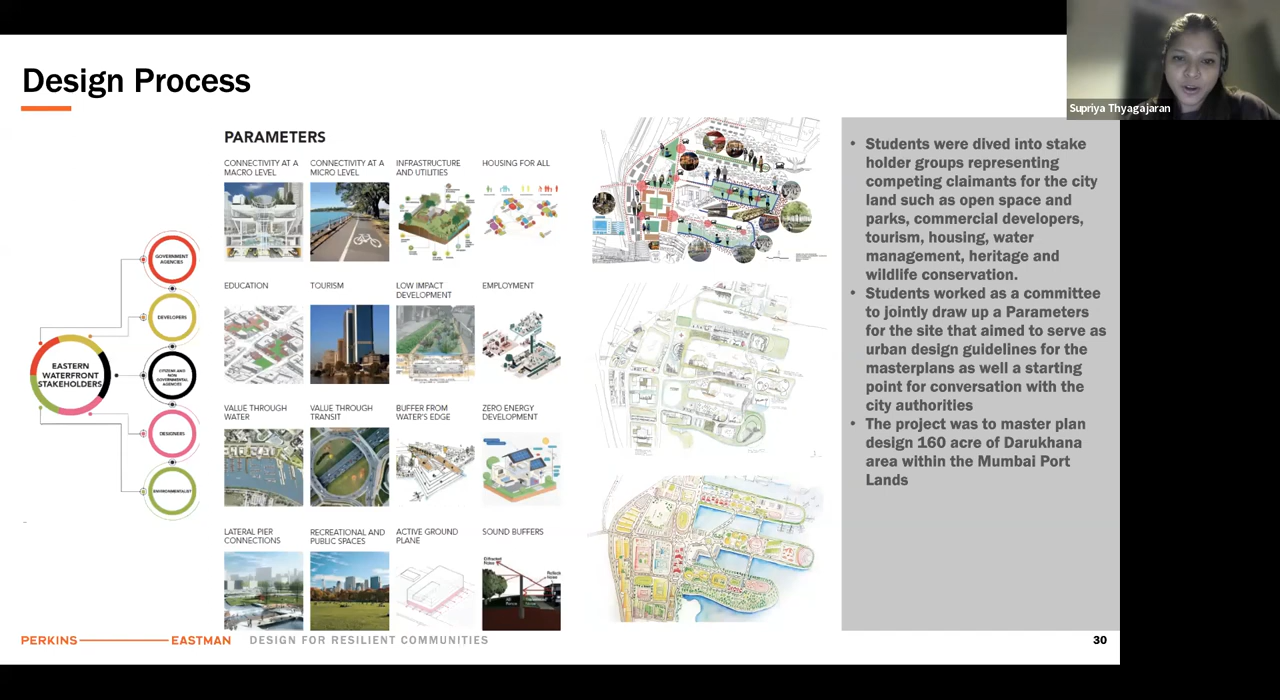 Design Process
Supriya Thyagajaran
PARAMETERS
CONNECTIVITY AT A
MACRO LEVEL
CONNECTIVITY AT A
MICRO LEVEL
INFRASTRUCTURE
AND UTILITIES
HOUSING FOR ALL
EDUCATION
TOURISM
LOW IMPACT
DEVELOPMENT
EMPLOYMENT
VALUE THROUGH
WATER
VALUE THROUGH
TRANSIT
BUFFER FROM
WATER'S EDGE
ZERO ENERGY
DEVELOPMENT
LATERAL PIER
CONNECTIONS
RECREATIONAL AND
PUBLIC SPACES
ACTIVE GROUND
PLANE
SOUND BUFFERS
EASTERN
WATERFRONT
STAKEHOLDERS
GOVERNMENT
AGENCIES
DEVELOPERS
CITIZENS AND
NON
GOVERNMENTAL
AGENCIES
DESIGNERS
ENVIRONMENTALIST
• Students were dived into stake
holder groups representing
competing claimants for the city
land such as open space and
parks, commercial developers,
tourism, housing, water
management, heritage and
wildlife conservation.
• Students worked as a committee
to jointly draw up a Parameters
for the site that aimed to serve as
urban design guidelines for the
masterplans as well a starting
point for conversation with the
city authorities
• The project was to master plan
design 160 acre of Darukhana
area within the Mumbai Port
Lands
PERKINS EASTMAN
DESIGN FOR RESILIENT COMMUNITIES
30